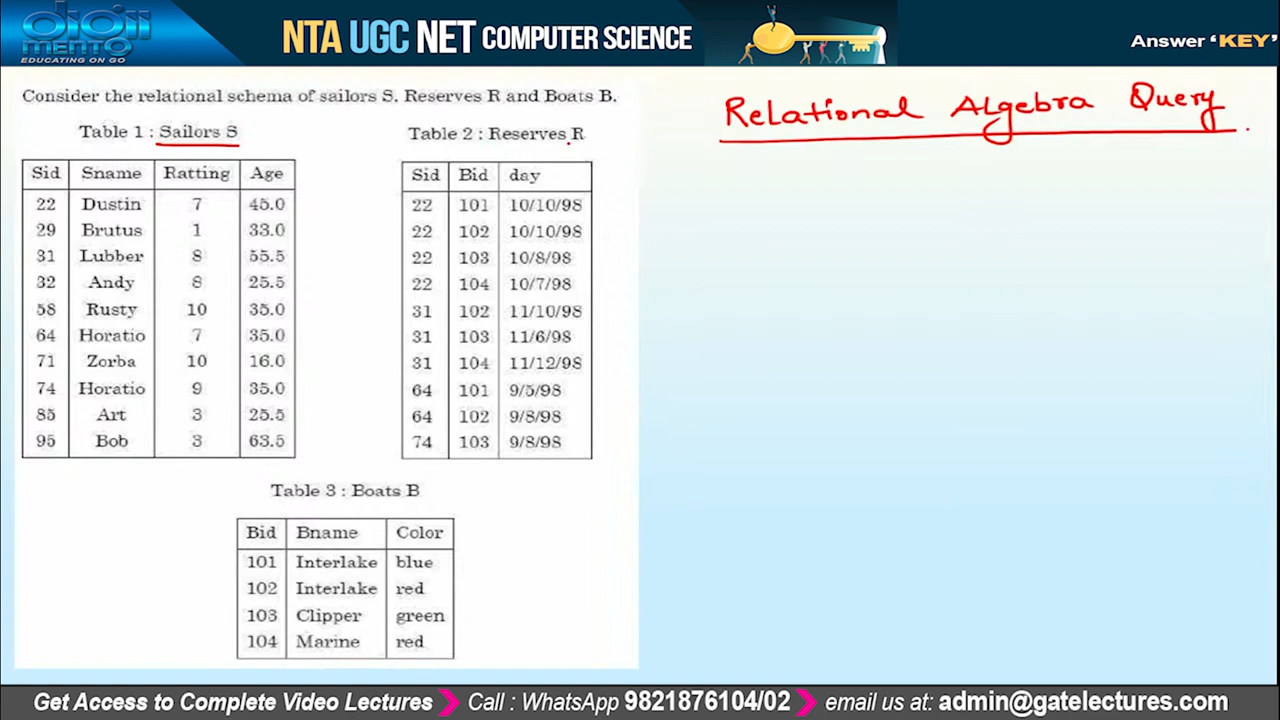 digii
MENTO
EDUCATING ON GO
NTA UGC NET COMPUTER SCIENCE
Answer ‘KEY’
Consider the relational schema of sailors S. Reserves R and Boats B.
Relational Algebra Query.
Table 1 : Sailors S
Sid Sname Ratting Age
22 Dustin 7 45.0
29 Brutus 1 33.0
31 Lubber 8 55.5
32 Andy 8 25.5
58 Rusty 10 35.0
64 Horatio 7 35.0
71 Zorba 10 16.0
74 Horatio 9 35.0
85 Art 3 25.5
95 Bob 3 63.5
Table 2 : Reserves R
Sid Bid day
22 101 10/10/98
22 102 10/10/98
22 103 10/8/98
22 104 10/7/98
31 102 11/10/98
31 103 11/6/98
31 104 11/12/98
64 101 9/5/98
64 102 9/8/98
74 103 9/8/98
Table 3 : Boats B
Bid Bname Color
101 Interlake blue
102 Interlake red
103 Clipper green
104 Marine red
Get Access to Complete Video Lectures Call : WhatsApp 9821876104/02 email us at: admin@gatelectures.com